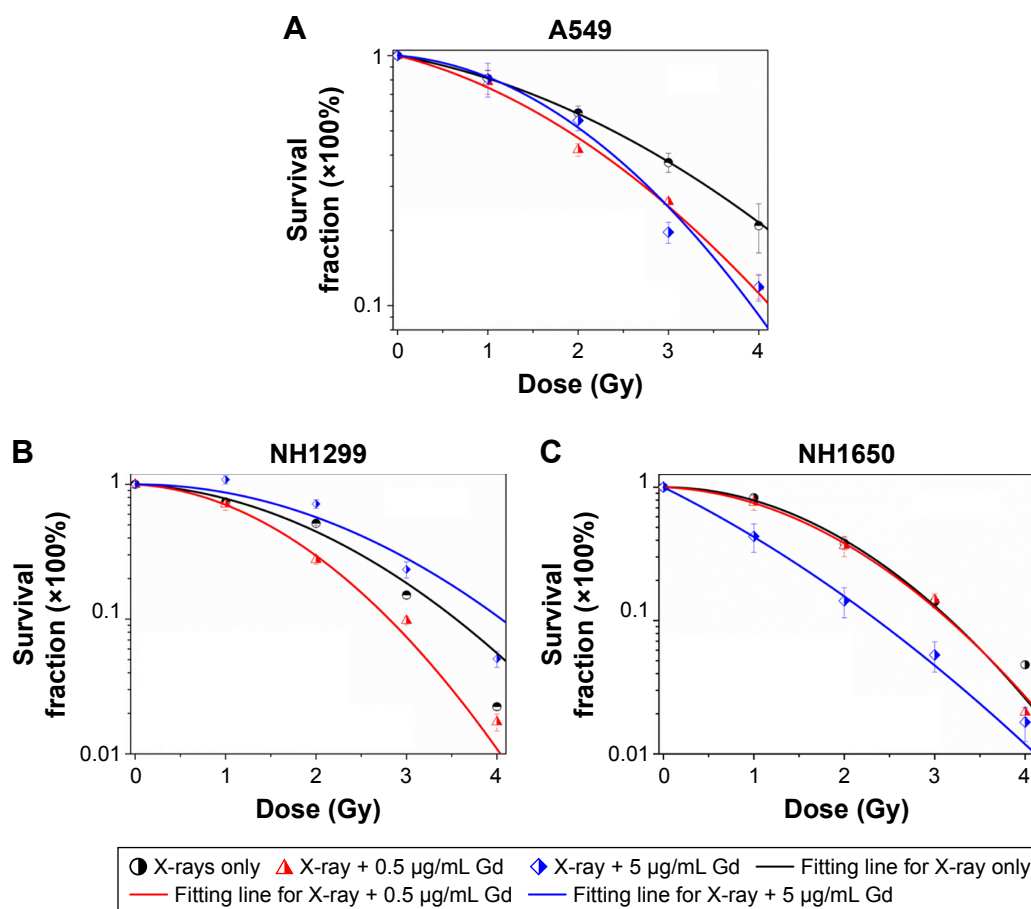 A
A549
1
0.1
Survival
fraction (×100%)
0 1 2 3 4
Dose (Gy)
B
NH1299
1
0.1
0.01
Survival
fraction (×100%)
0 1 2 3 4
Dose (Gy)
C
NH1650
1
0.1
0.01
Survival
fraction (×100%)
0 1 2 3 4
Dose (Gy)
X-rays only X-ray + 0.5 µg/mL Gd X-ray + 5 µg/mL Gd Fitting line for X-ray only
Fitting line for X-ray + 0.5 µg/mL Gd Fitting line for X-ray + 5 µg/mL Gd